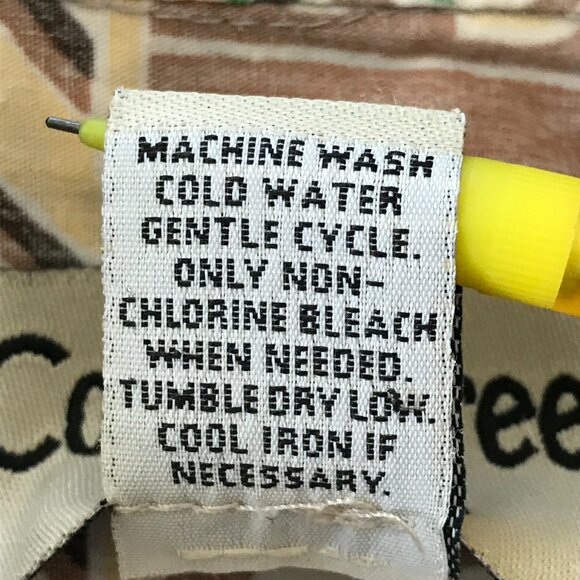 MACHINE WASH
COLD WATER
GENTLE CYCLE.
ONLY NON-
CHLORINE BLEACH
WHEN NEEDED.
TUMBLE DRY LOW.
COOL IRON IF
NECESSARY.